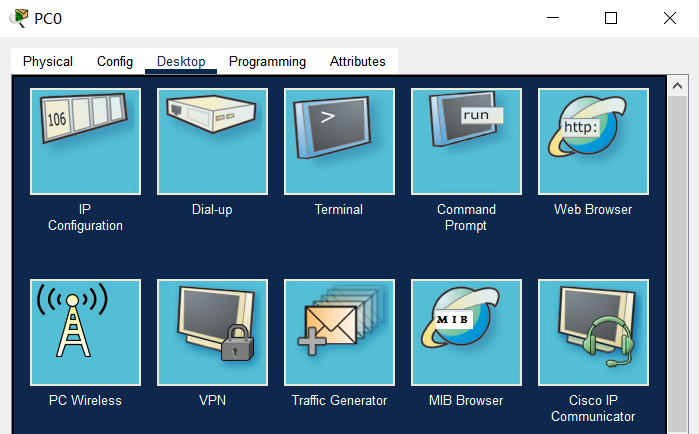 PC0
Physical Config Desktop Programming Attributes
106
>
run
http:
IP
Configuration
Dial-up
Terminal
Command
Prompt
Web Browser
MIB
PC Wireless
VPN
Traffic Generator
MIB Browser
Cisco IP
Communicator